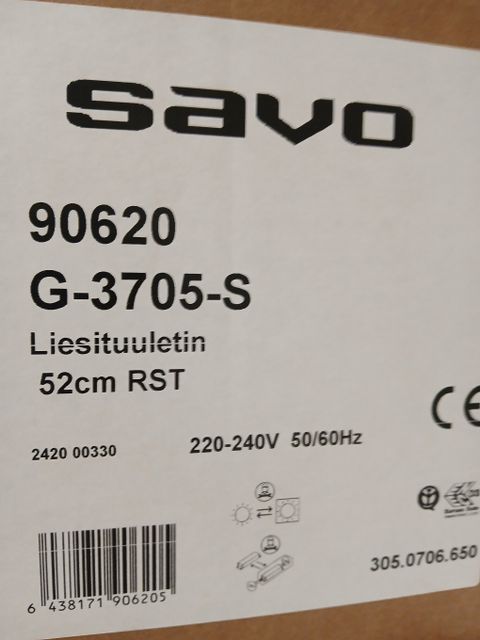 savo
90620
G-3705-S
Liesituuletin
52cm RST
CE
2420 00330
220-240V 50/60Hz
305.0706.650
6 438171 906205